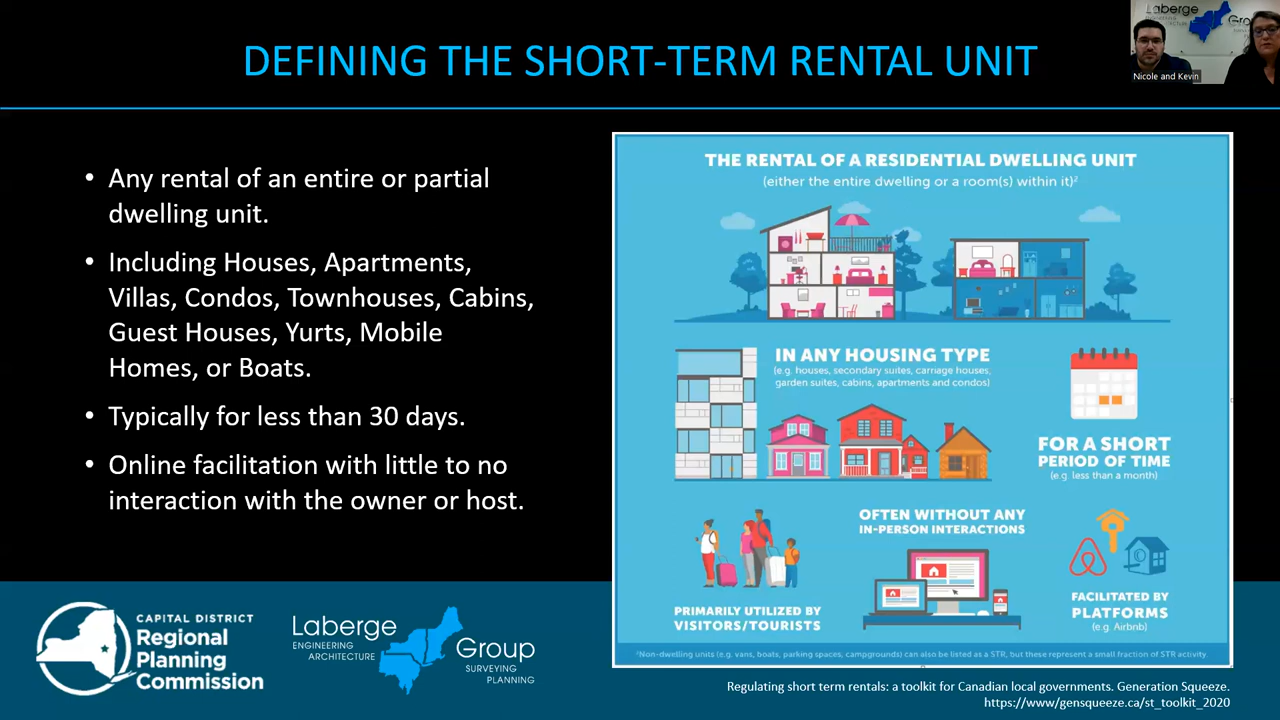 DEFINING THE SHORT-TERM RENTAL UNIT
Laberge
Group
Nicole and Kevin
• Any rental of an entire or partial
dwelling unit.
• Including Houses, Apartments,
Villas, Condos, Townhouses, Cabins,
Guest Houses, Yurts, Mobile
Homes, or Boats.
• Typically for less than 30 days.
• Online facilitation with little to no
interaction with the owner or host.
THE RENTAL OF A RESIDENTIAL DWELLING UNIT
(either the entire dwelling or a room(s) within it)²
IN ANY HOUSING TYPE
(e.g. houses, secondary suites, carriage houses,
garden suites, cabins, apartments and condos)
FOR A SHORT
PERIOD OF TIME
(e.g. less than a month)
PRIMARILY UTILIZED BY
VISITORS/TOURISTS
OFTEN WITHOUT ANY
IN-PERSON INTERACTIONS
FACILITATED BY
PLATFORMS
(e.g. Airbnb)
²Non-dwelling units (e.g. vans, boats, parking spaces, campgrounds) can also be listed as a STR, but these represent a small fraction of STR activity.
CAPITAL DISTRICT
Regional
Planning
Commission
Laberge
ENGINEERING
ARCHITECTURE
Group
SURVEYING
PLANNING
Regulating short term rentals: a toolkit for Canadian local governments. Generation Squeeze.
https://www/gensqueeze.ca/st_toolkit_2020